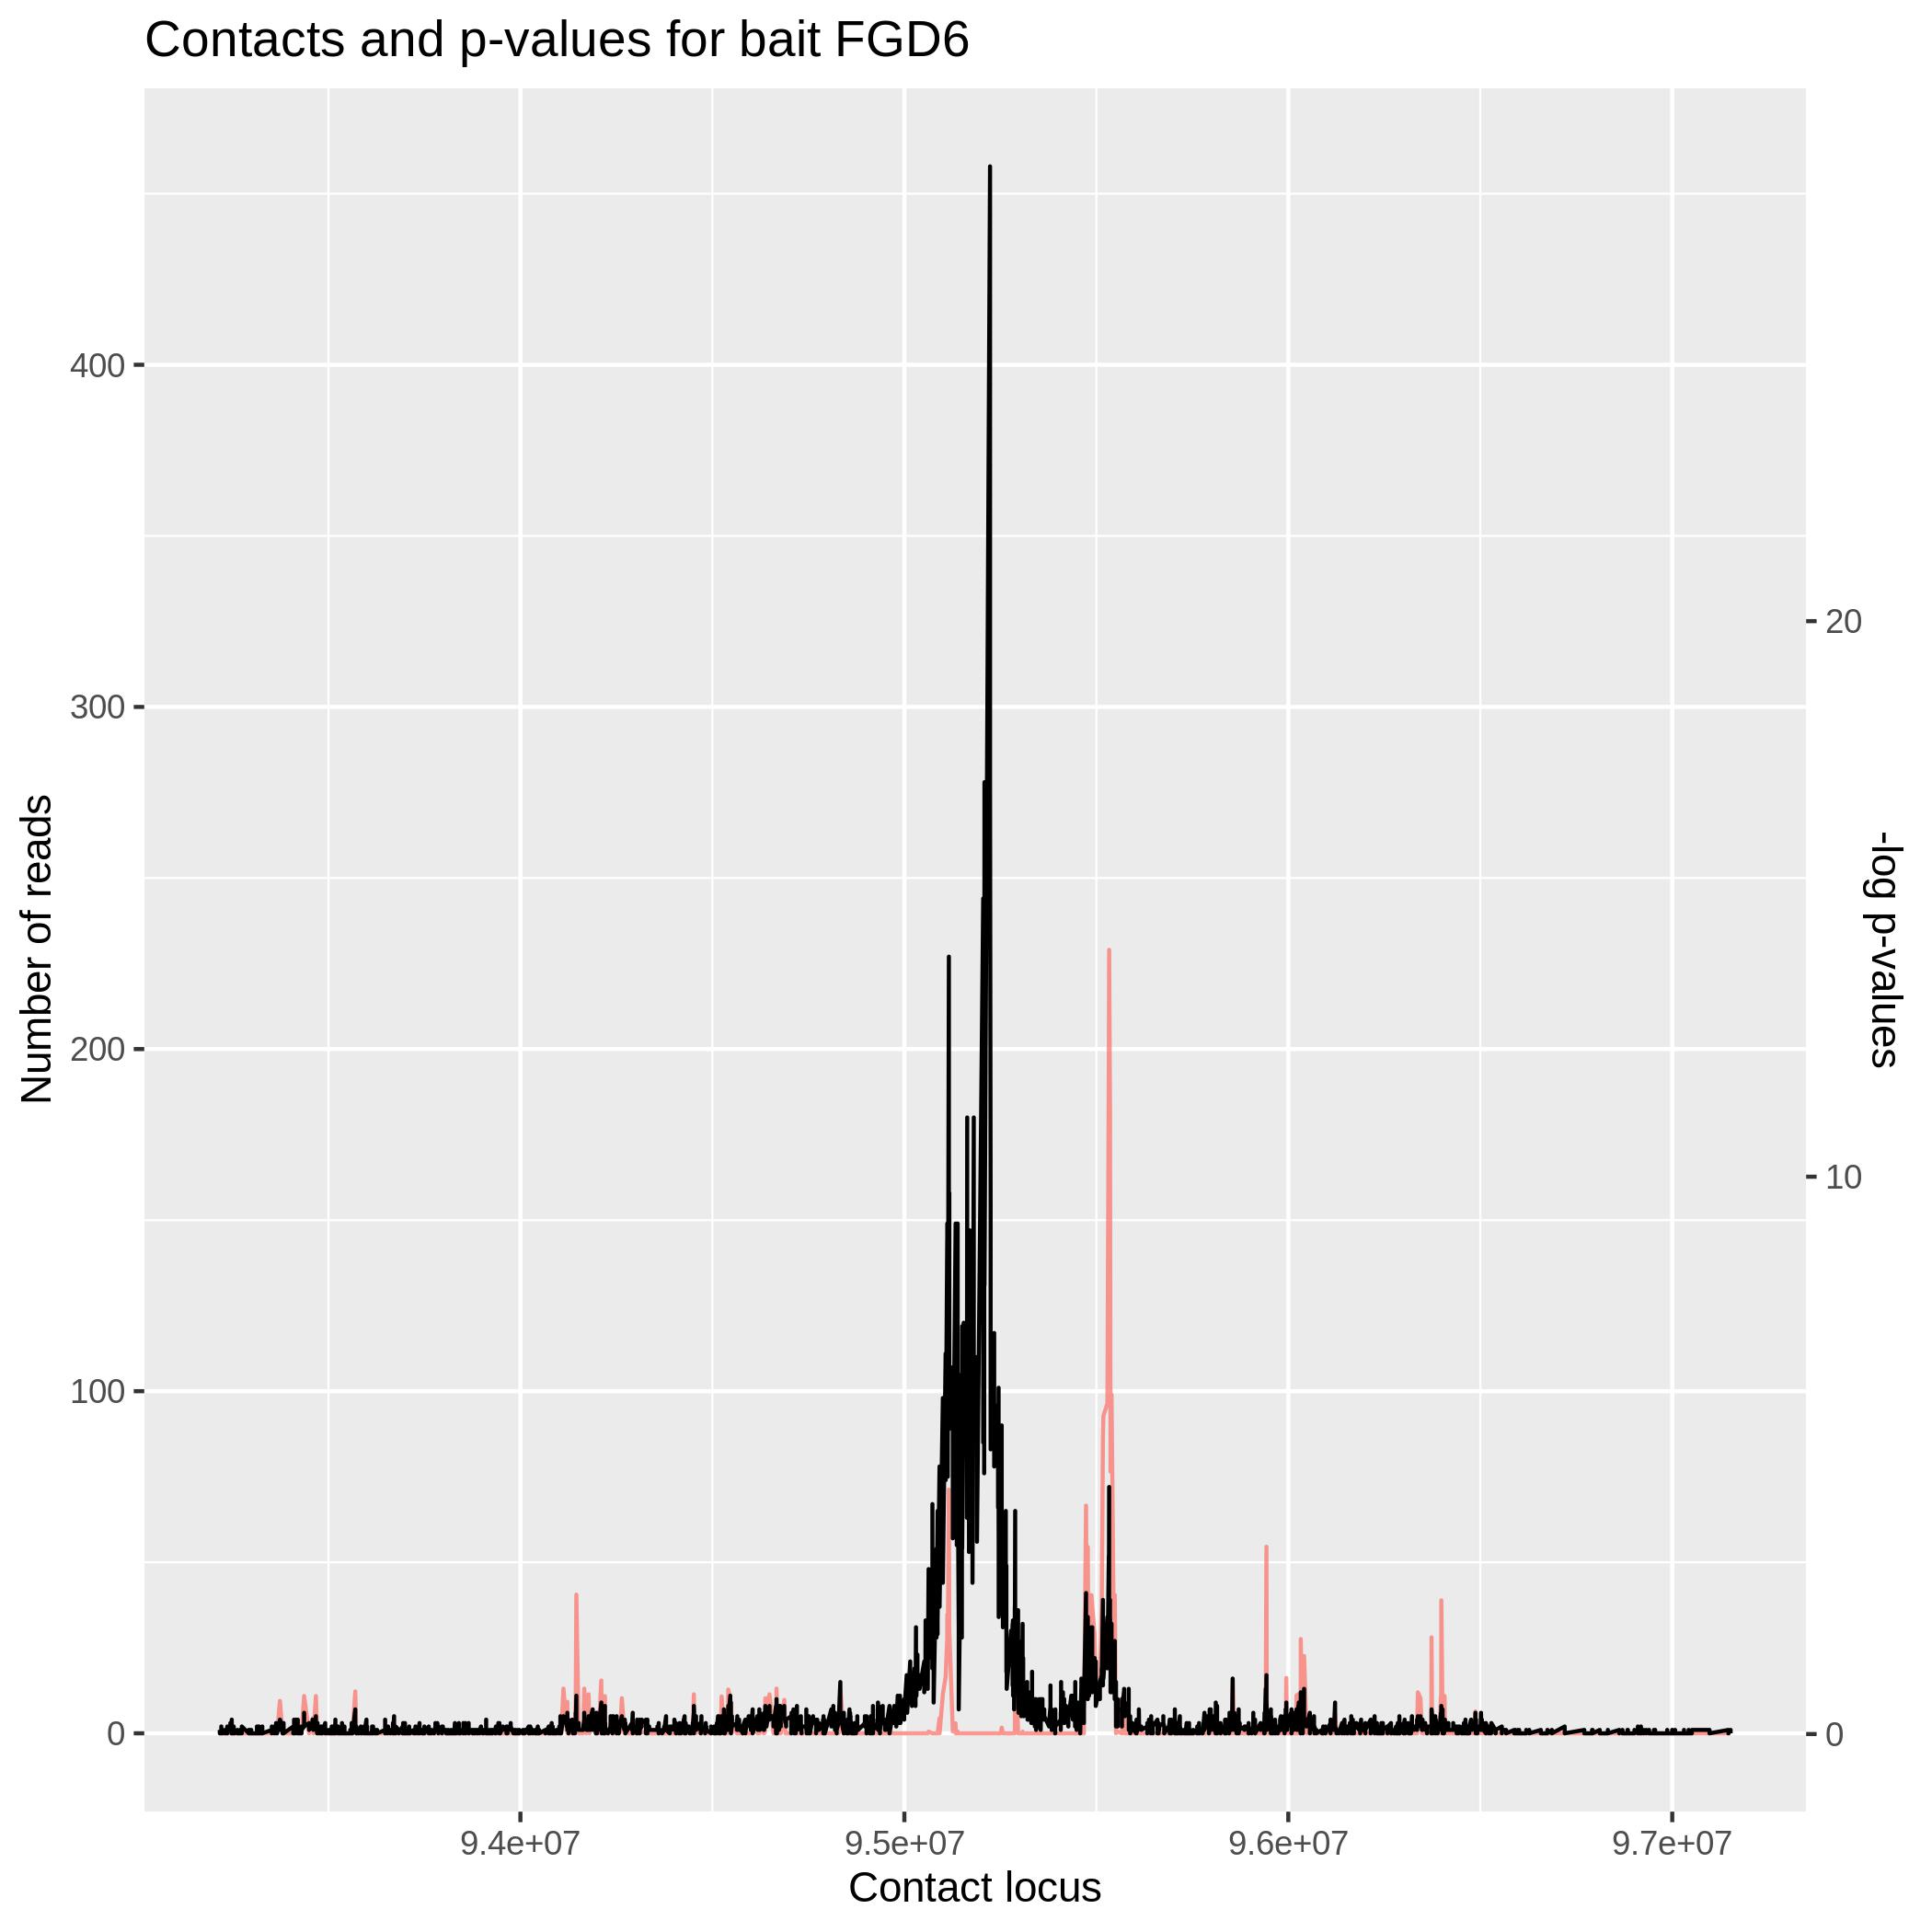 Contacts and p-values for bait FGD6
400
300
200
100
0
Number of reads
20
10
0
-log p-values
9.4e+07
9.5e+07
9.6e+07
9.7e+07
Contact locus